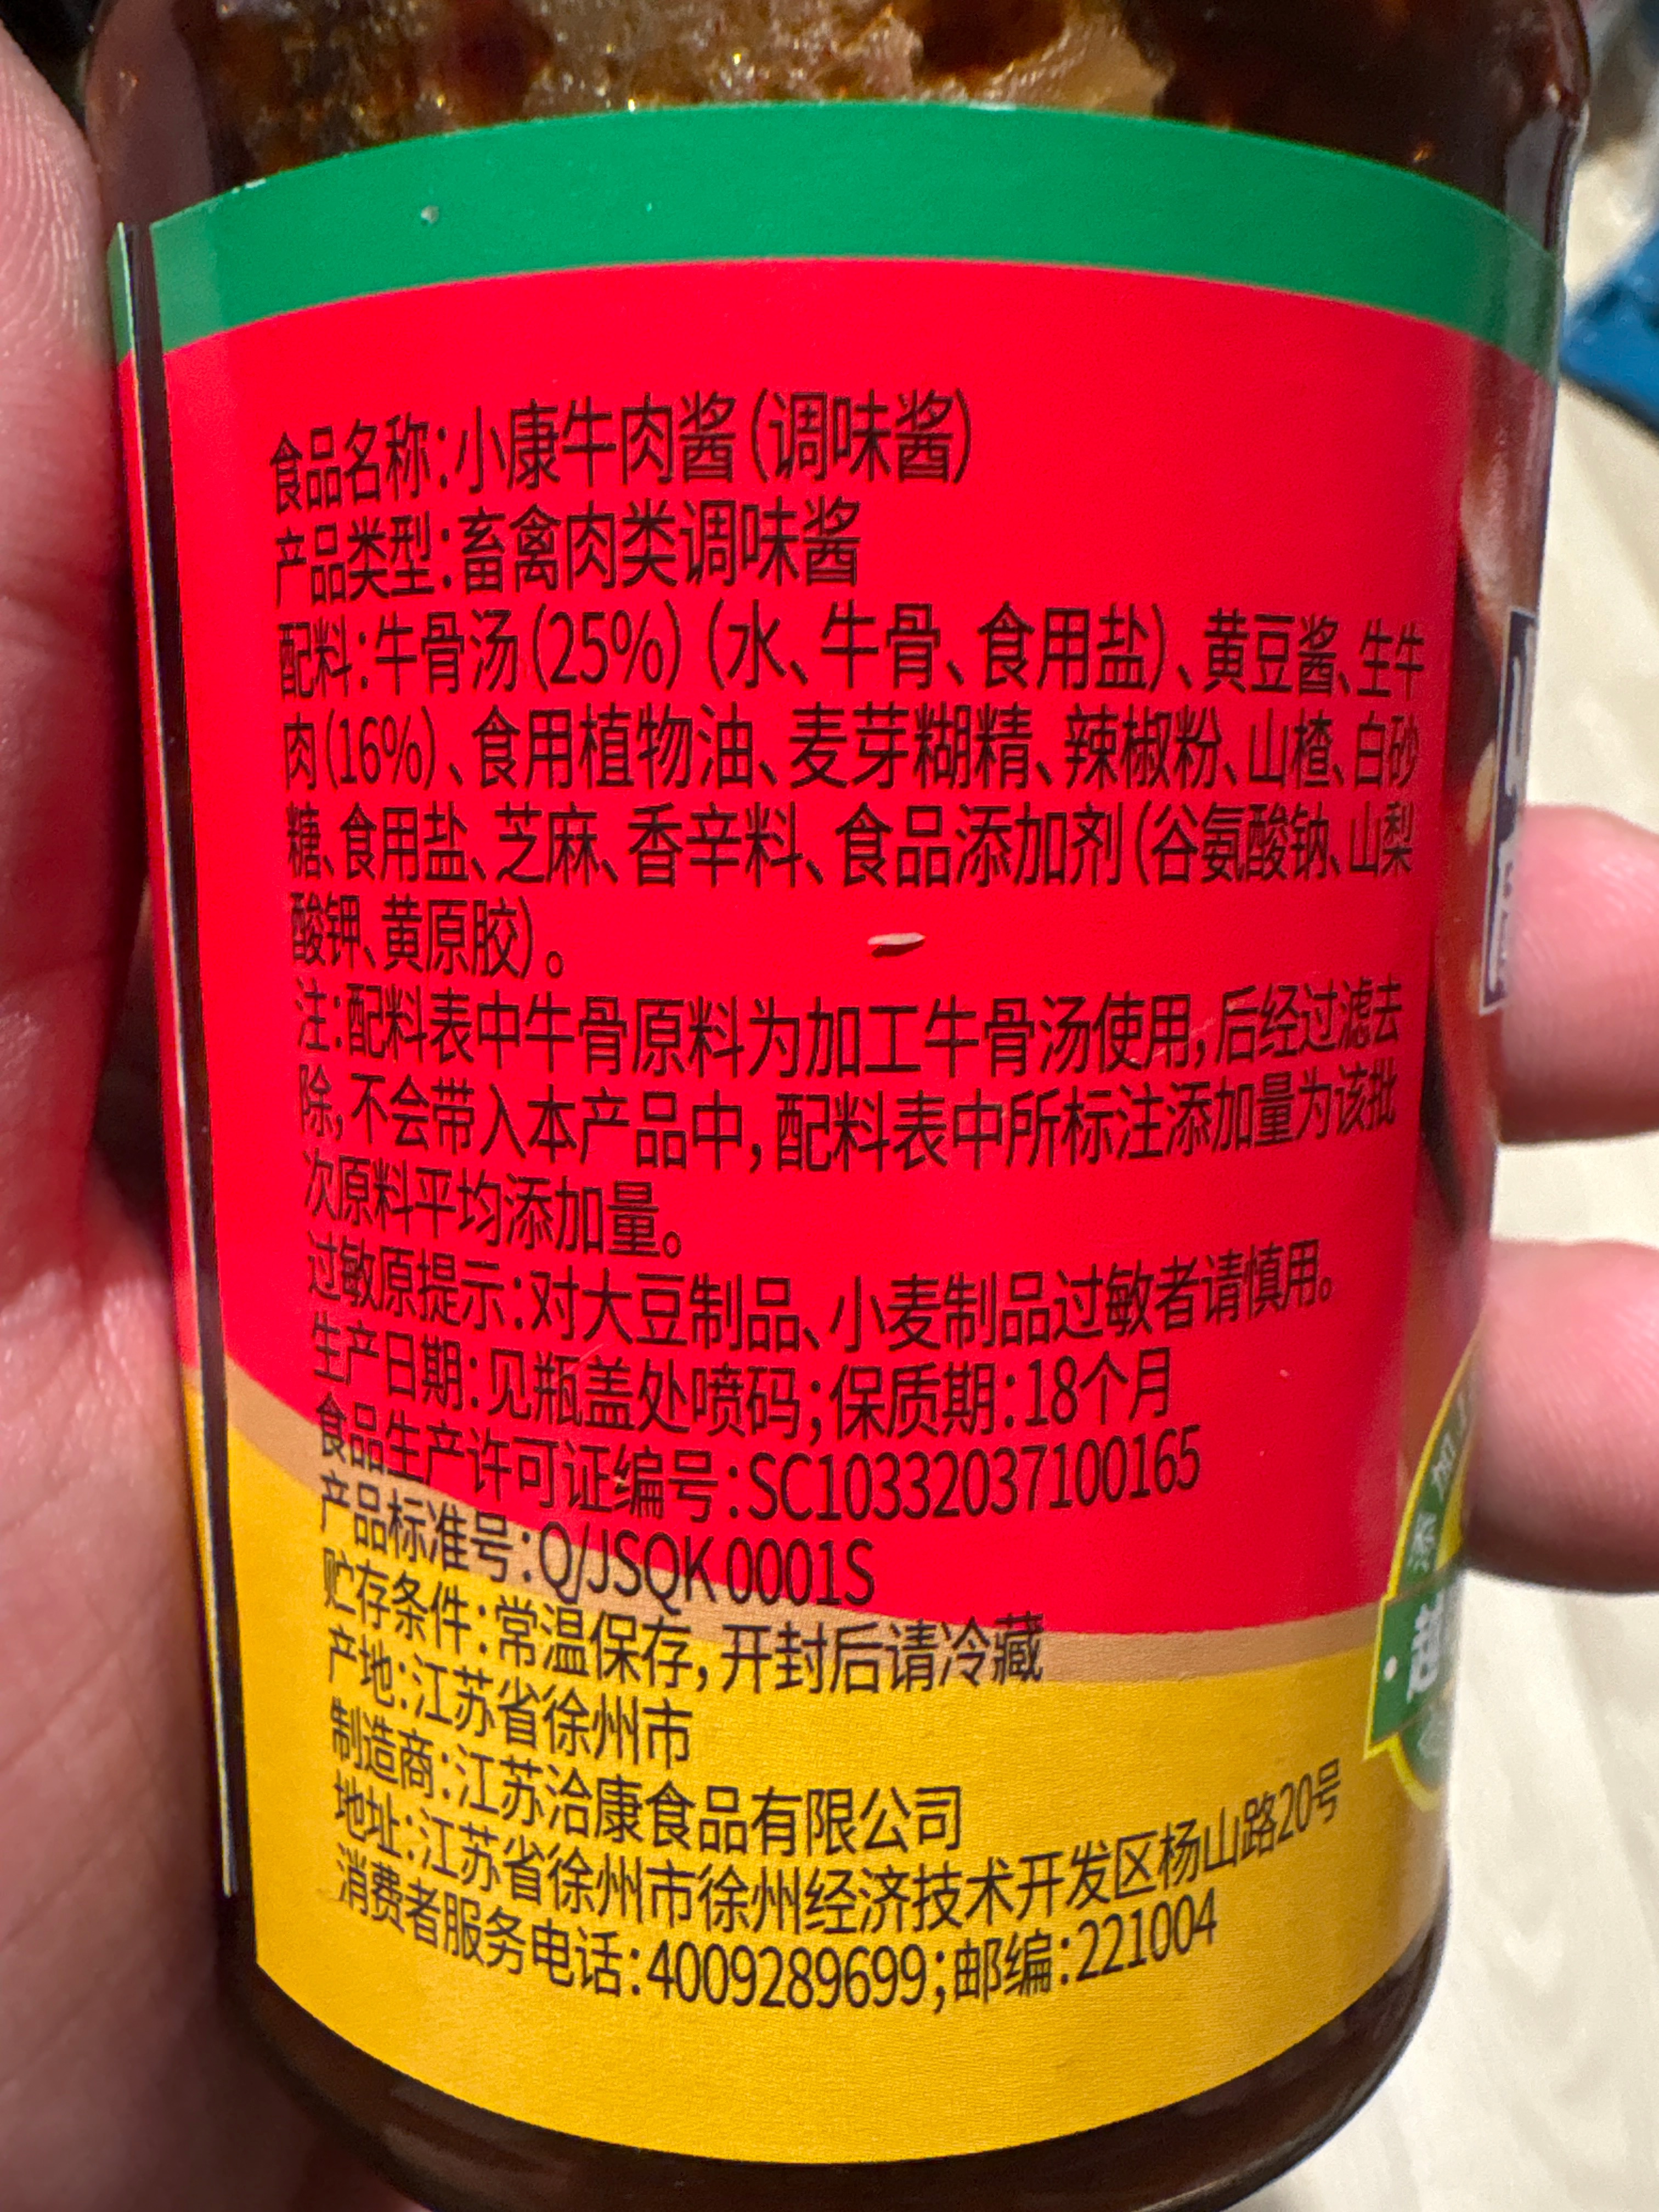 食品名称:小康牛肉酱(调味酱)
产品类型:畜禽肉类调味酱
配料:牛骨汤(25%)(水、牛骨、食用盐)、黄豆酱、生牛
肉(16%)、食用植物油、麦芽糊精、辣椒粉、山楂、白砂
糖、食用盐、芝麻、香辛料、食品添加剂(谷氨酸钠、山梨
酸钾、黄原胶)。
注:配料表中牛骨原料为加工牛骨汤使用,后经过滤去
除,不会带入本产品中,配料表中所标注添加量为该批
次原料平均添加量。
过敏原提示:对大豆制品、小麦制品过敏者请慎用。
生产日期:见瓶盖处喷码;保质期:18个月
食品生产许可证编号:SC10332037100165
产品标准号:Q/JSQK 0001S
贮存条件:常温保存,开封后请冷藏
产地:江苏省徐州市
制造商:江苏洽康食品有限公司
地址:江苏省徐州市徐州经济技术开发区杨山路20号
消费者服务电话:4009289699;邮编:221004
添加